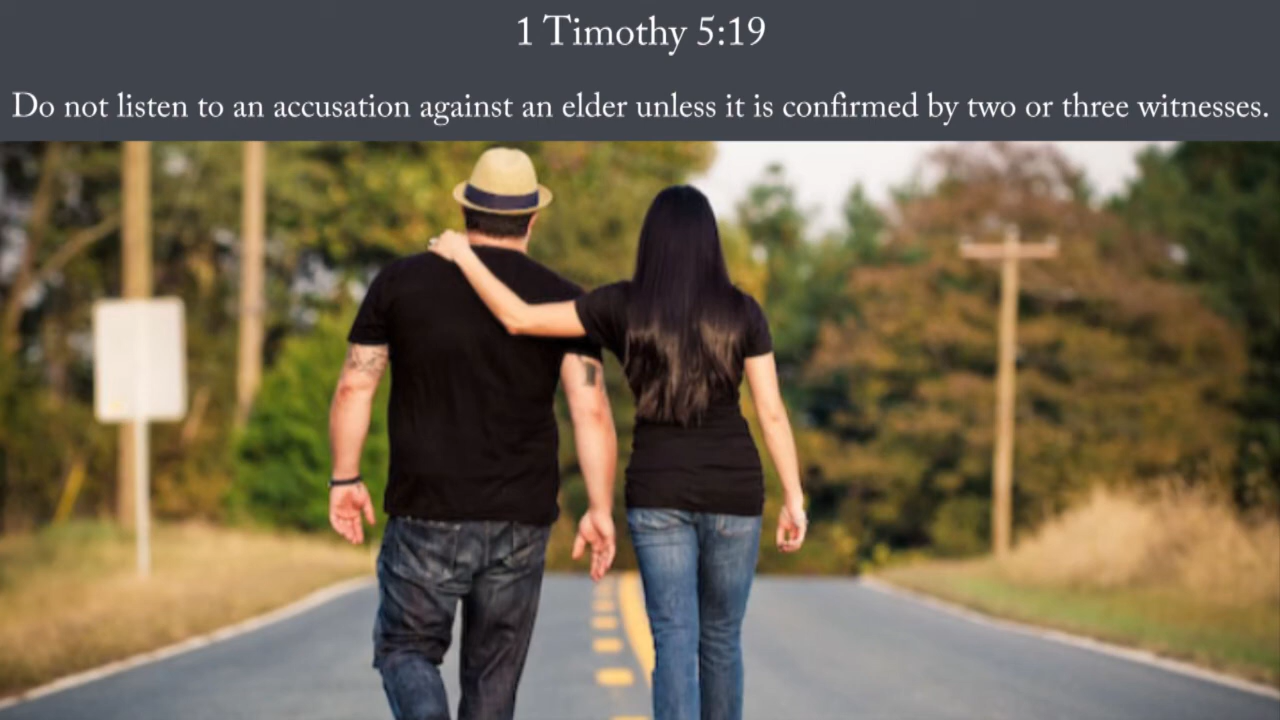 1 Timothy 5:19
Do not listen to an accusation against an elder unless it is confirmed by two or three witnesses.